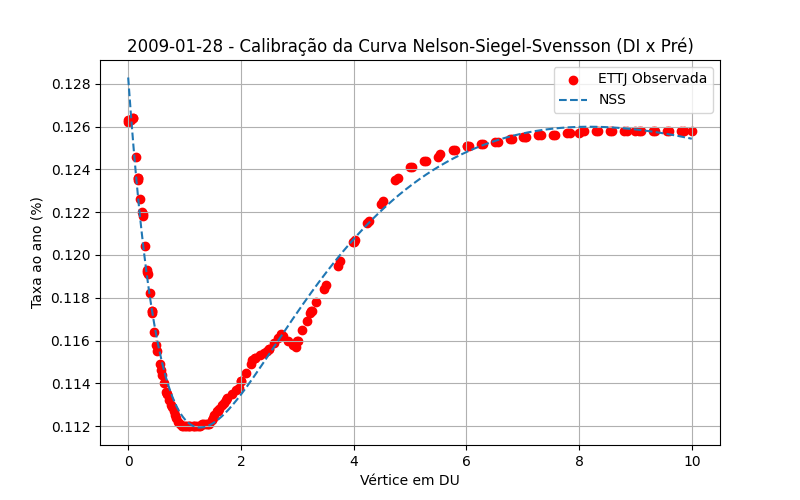 2009-01-28 - Calibração da Curva Nelson-Siegel-Svensson (DI x Pré)
ETTJ Observada
NSS
Taxa ao ano (%)
0.128
0.126
0.124
0.122
0.120
0.118
0.116
0.114
0.112
0 2 4 6 8 10
Vértice em DU